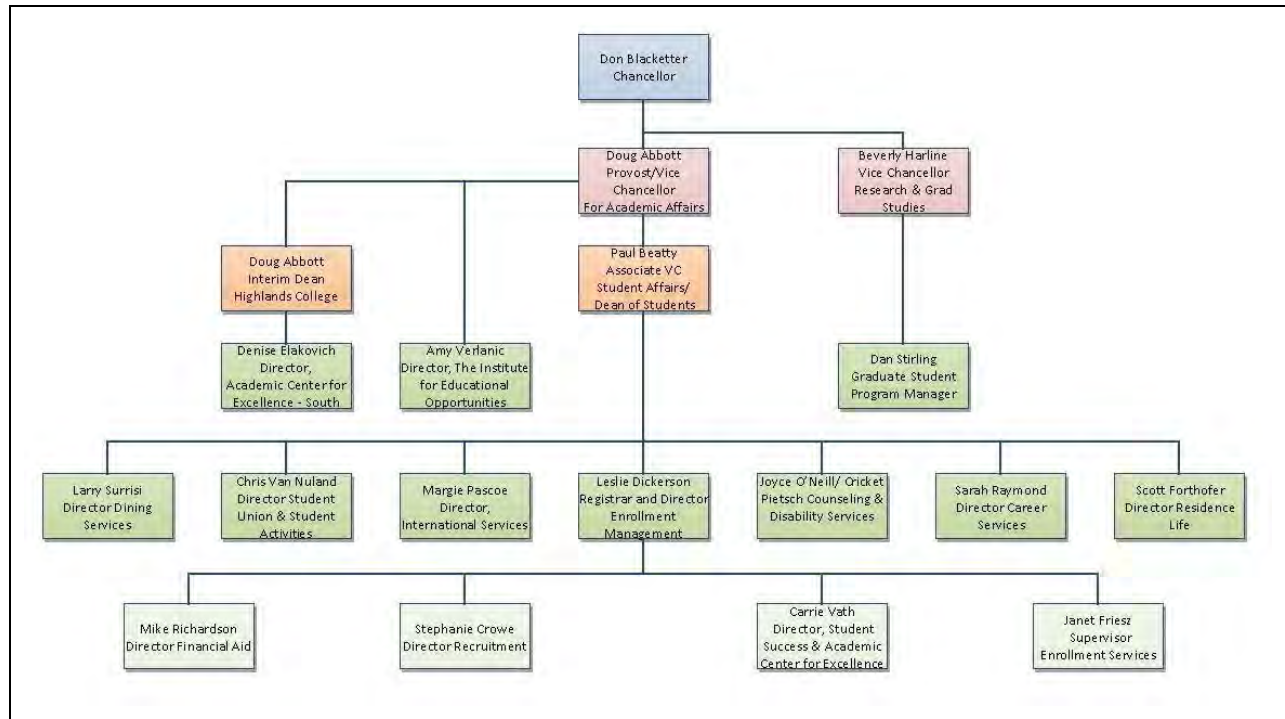 Don Blacketter
Chancellor
Doug Abbott
Provost/Vice
Chancellor
For Academic Affairs
Beverly Harline
Vice Chancellor
Research & Grad
Studies
Doug Abbott
Interim Dean
Highlands College
Paul Beatty
Associate VC
Student Affairs/
Dean of Students
Denise Elakovich
Director,
Academic Center for
Excellence - South
Amy Verlanic
Director, The Institute
for Educational
Opportunities
Dan Stirling
Graduate Student
Program Manager
Larry Surrisi
Director Dining
Services
Chris Van Nuland
Director Student
Union & Student
Activities
Margie Pascoe
Director,
International Services
Leslie Dickerson
Registrar and Director
Enrollment
Management
Joyce O'Neill/ Cricket
Pietsch Counseling &
Disability Services
Sarah Raymond
Director Career
Services
Scott Forthofer
Director Residence
Life
Mike Richardson
Director Financial Aid
Stephanie Crowe
Director Recruitment
Carrie Vath
Director, Student
Success & Academic
Center for Excellence
Janet Friesz
Supervisor
Enrollment Services